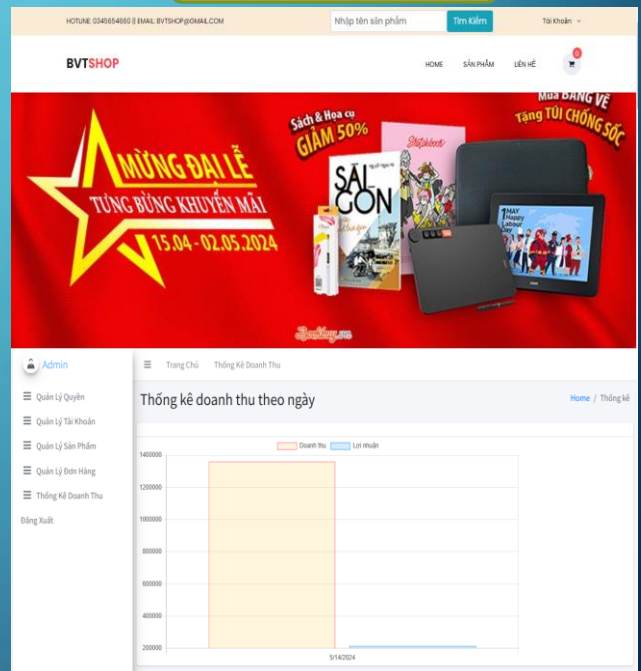 HOTLINE: 0345654660 || EMAIL: BVTSHOP@GMAIL.COM
Nhập tên sản phẩm
Tìm Kiếm
Tài Khoản
BVTSHOP
HOME
SẢN PHẨM
LIÊN HỆ
0
MỪNG ĐẠI LỄ
TƯNG BỪNG KHUYẾN MÃI
15.04 - 02.05.2024
Sách & Họa cụ
GIẢM 50%
Mua BẢNG VẼ
Tặng TÚI CHỐNG SỐC
Sketchbook
SÀI
GÒN
1 MAY
Happy
Labour
Day
Bookbuy.vn
Admin
Quản Lý Quyền
Quản Lý Tài Khoản
Quản Lý Sản Phẩm
Quản Lý Đơn Hàng
Thống Kê Doanh Thu
Đăng Xuất
Trang Chủ
Thống Kê Doanh Thu
Thống kê doanh thu theo ngày
Home / Thống kê
Doanh thu
Lợi nhuận
1400000
1200000
1000000
800000
600000
400000
200000
5/14/2024